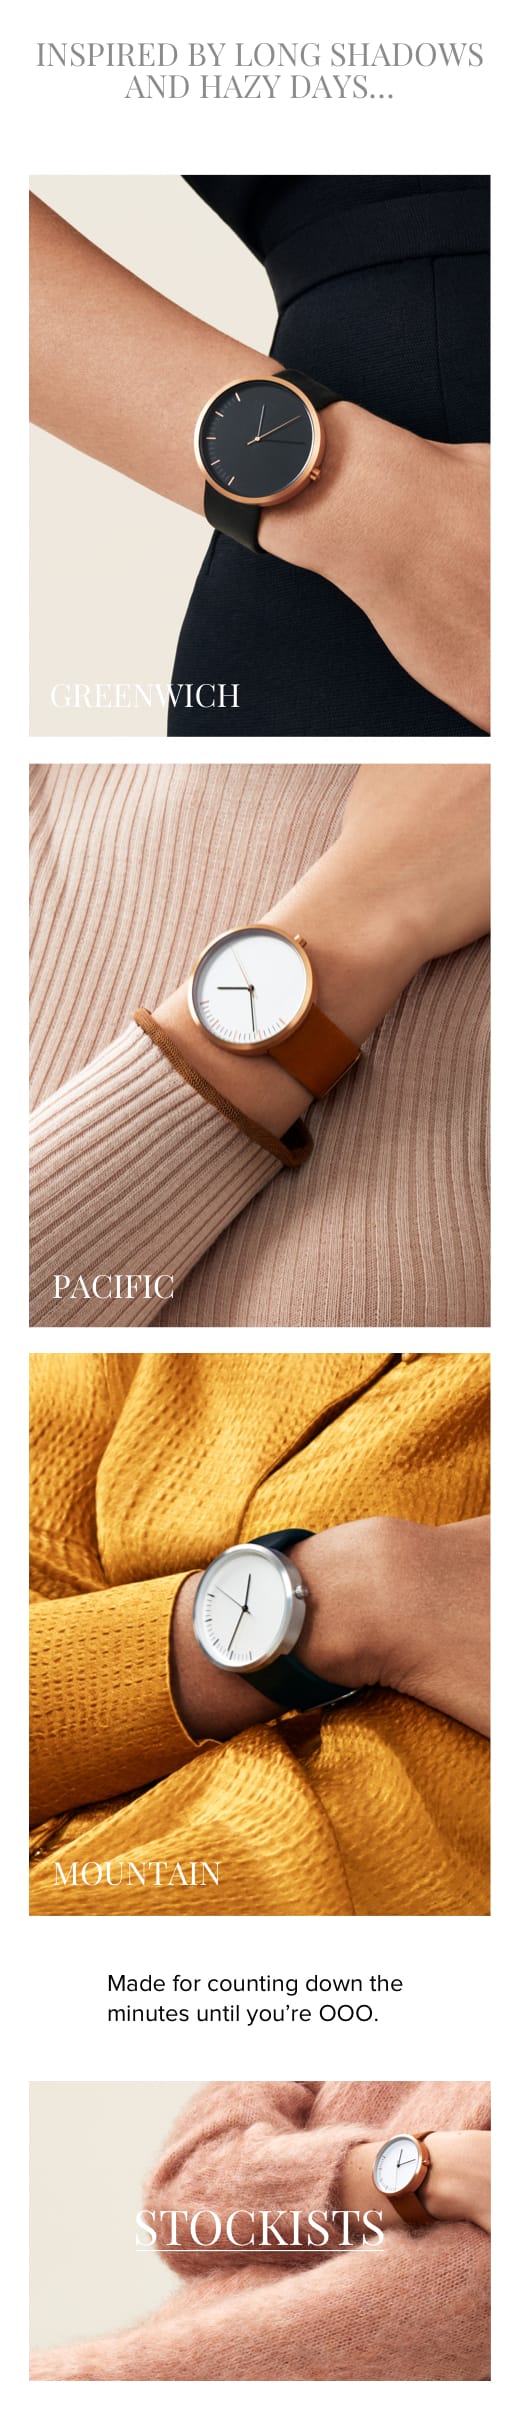 INSPIRED BY LONG SHADOWS
AND HAZY DAYS...
GREENWICH
PACIFIC
MOUNTAIN
Made for counting down the
minutes until you’re OOO.
STOCKISTS